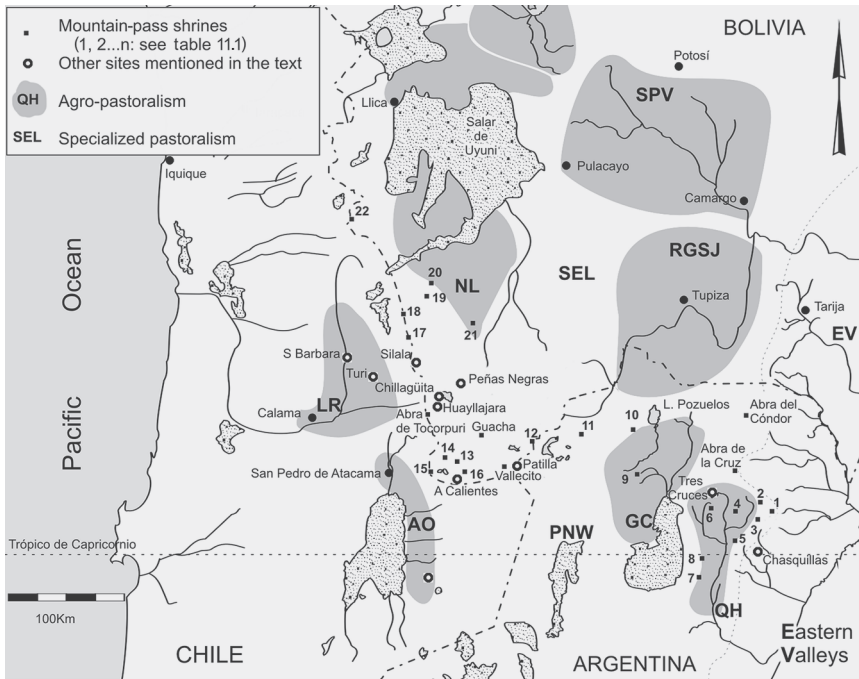 Mountain-pass shrines
(1, 2...n: see table 11.1)
Other sites mentioned in the text
QH Agro-pastoralism
SEL Specialized pastoralism
BOLIVIA
Potosí
SPV
Llica
Salar
de
Uyuni
Pulacayo
Camargo
Iquique
22
Ocean
RGSJ
SEL
20
NL
19
Tupiza
Tarija
18
21
17
EV
S Barbara
Silala
Turi
Peñas Negras
Chillagüita
LR
Huayllajara
Calama
Abra
de Tocorpuri
Guacha
12
11
10
L. Pozuelos
Abra del
Cóndor
Pacific
14
13
15
16
San Pedro de Atacama
A Calientes
Vallecito
Patilla
9
Abra de
la Cruz
Tres
Cruces
2
1
4
6
3
5
AO
GC
PNW
Trópico de Capricornio
8
Chasquillas
7
QH
100Km
CHILE
ARGENTINA
Eastern
Valleys